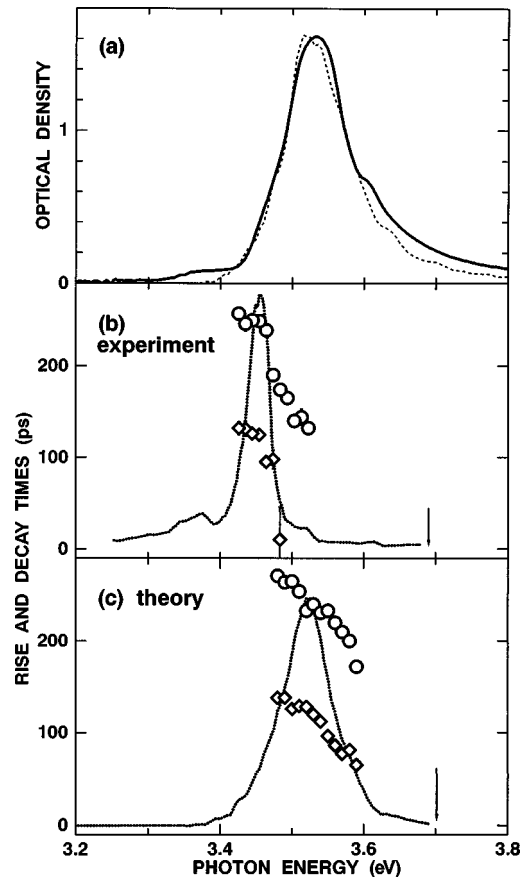 (a)
OPTICAL DENSITY
1
0
(b)
experiment
200
100
0
(c) theory
200
100
0
RISE AND DECAY TIMES (ps)
3.2 3.4 3.6 3.8
PHOTON ENERGY (eV)